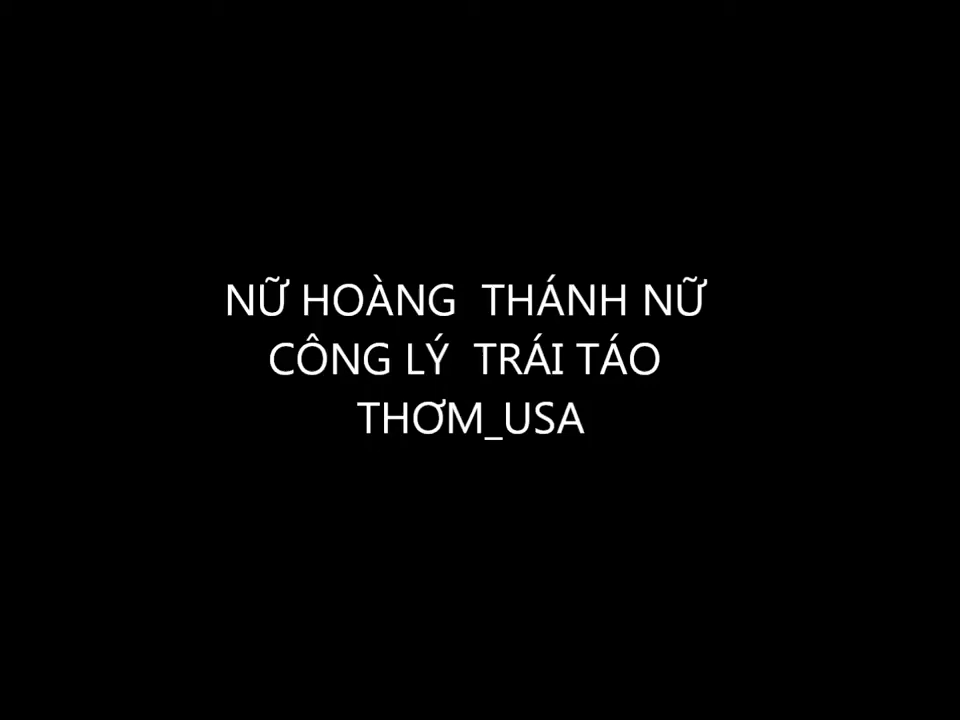 NỮ HOÀNG  THÁNH NỮ
CÔNG LÝ  TRÁI TÁO
THƠM_USA